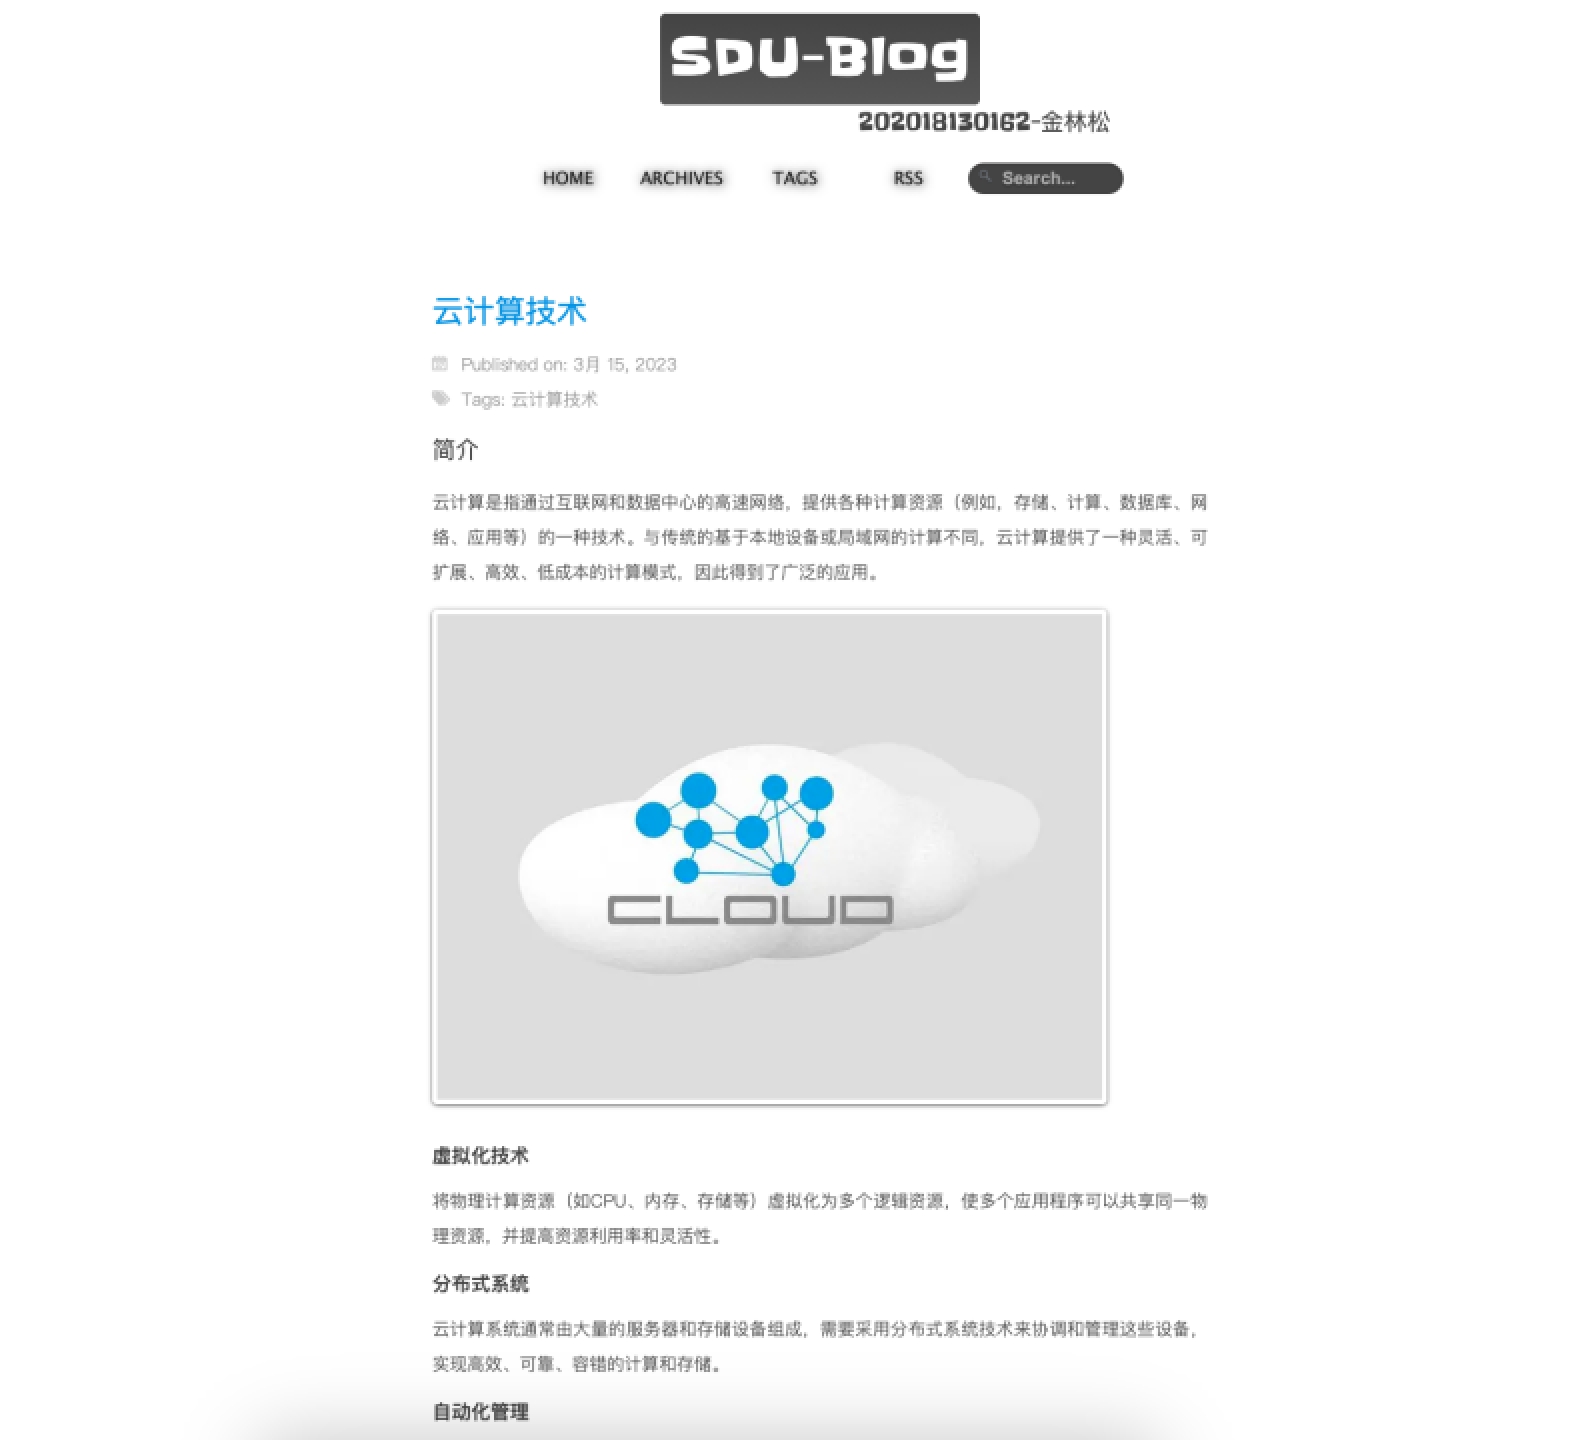 SDU-Blog
202018130162-金林松
HOME ARCHIVES TAGS RSS Search...
云计算技术
Published on: 3月 15, 2023
Tags: 云计算技术
简介
云计算是指通过互联网和数据中心的高速网络，提供各种计算资源（例如，存储、计算、数据库、网
络、应用等）的一种技术。与传统的基于本地设备或局域网的计算不同，云计算提供了一种灵活、可
扩展、高效、低成本的计算模式，因此得到了广泛的应用。
CLOUD
虚拟化技术
将物理计算资源（如CPU、内存、存储等）虚拟化为多个逻辑资源，使多个应用程序可以共享同一物
理资源，并提高资源利用率和灵活性。
分布式系统
云计算系统通常由大量的服务器和存储设备组成，需要采用分布式系统技术来协调和管理这些设备，
实现高效、可靠、容错的计算和存储。
自动化管理